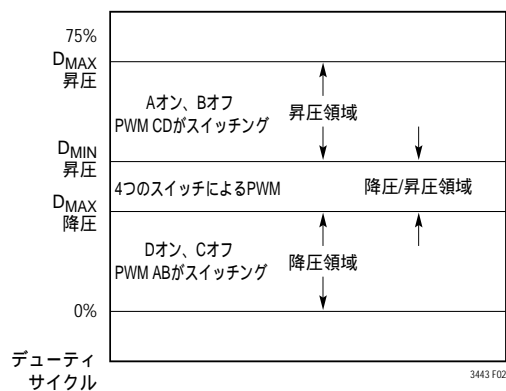 75%
DMAX
昇圧
Aオン、Bオフ
PWM CDがスイッチング
昇圧領域
DMIN
昇圧
4つのスイッチによるPWM
降圧/昇圧領域
DMAX
降圧
Dオン、Cオフ
PWM ABがスイッチング
降圧領域
0%
デューティ
サイクル
3443 F02